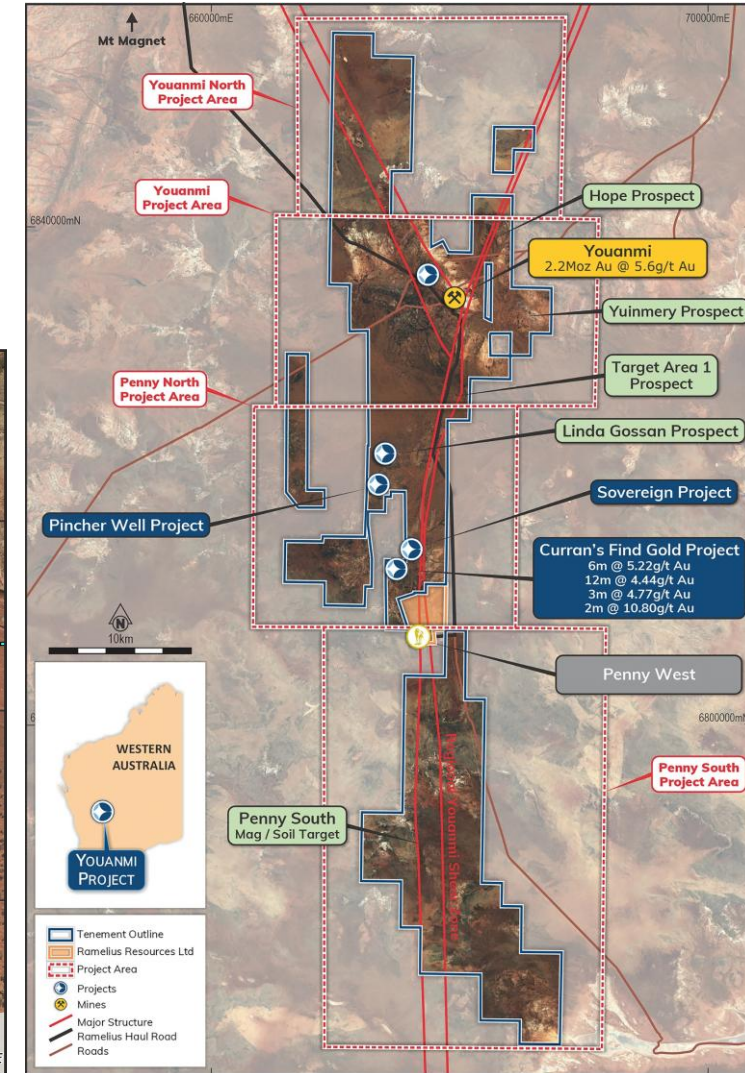 660000mE
700000mE
Mt Magnet
Youanmi North
Project Area
Youanmi
Project Area
6840000mN
Hope Prospect
Youanmi
2.2Moz Au @ 5.6g/t Au
Yuinmery Prospect
Target Area 1
Prospect
Penny North
Project Area
Linda Gossan Prospect
Sovereign Project
Pincher Well Project
Curran's Find Gold Project
6m @ 5.22g/t Au
12m @ 4.44g/t Au
3m @ 4.77g/t Au
2m @ 10.80g/t Au
N
10km
Penny West
6800000mN
WESTERN
AUSTRALIA
YOUANMI
PROJECT
Penny South
Project Area
Penny South
Mag / Soil Target
Youanmi
Tenement Outline
Ramelius Resources Ltd
Project Area
Projects
Mines
Major Structure
Ramelius Haul Road
Roads